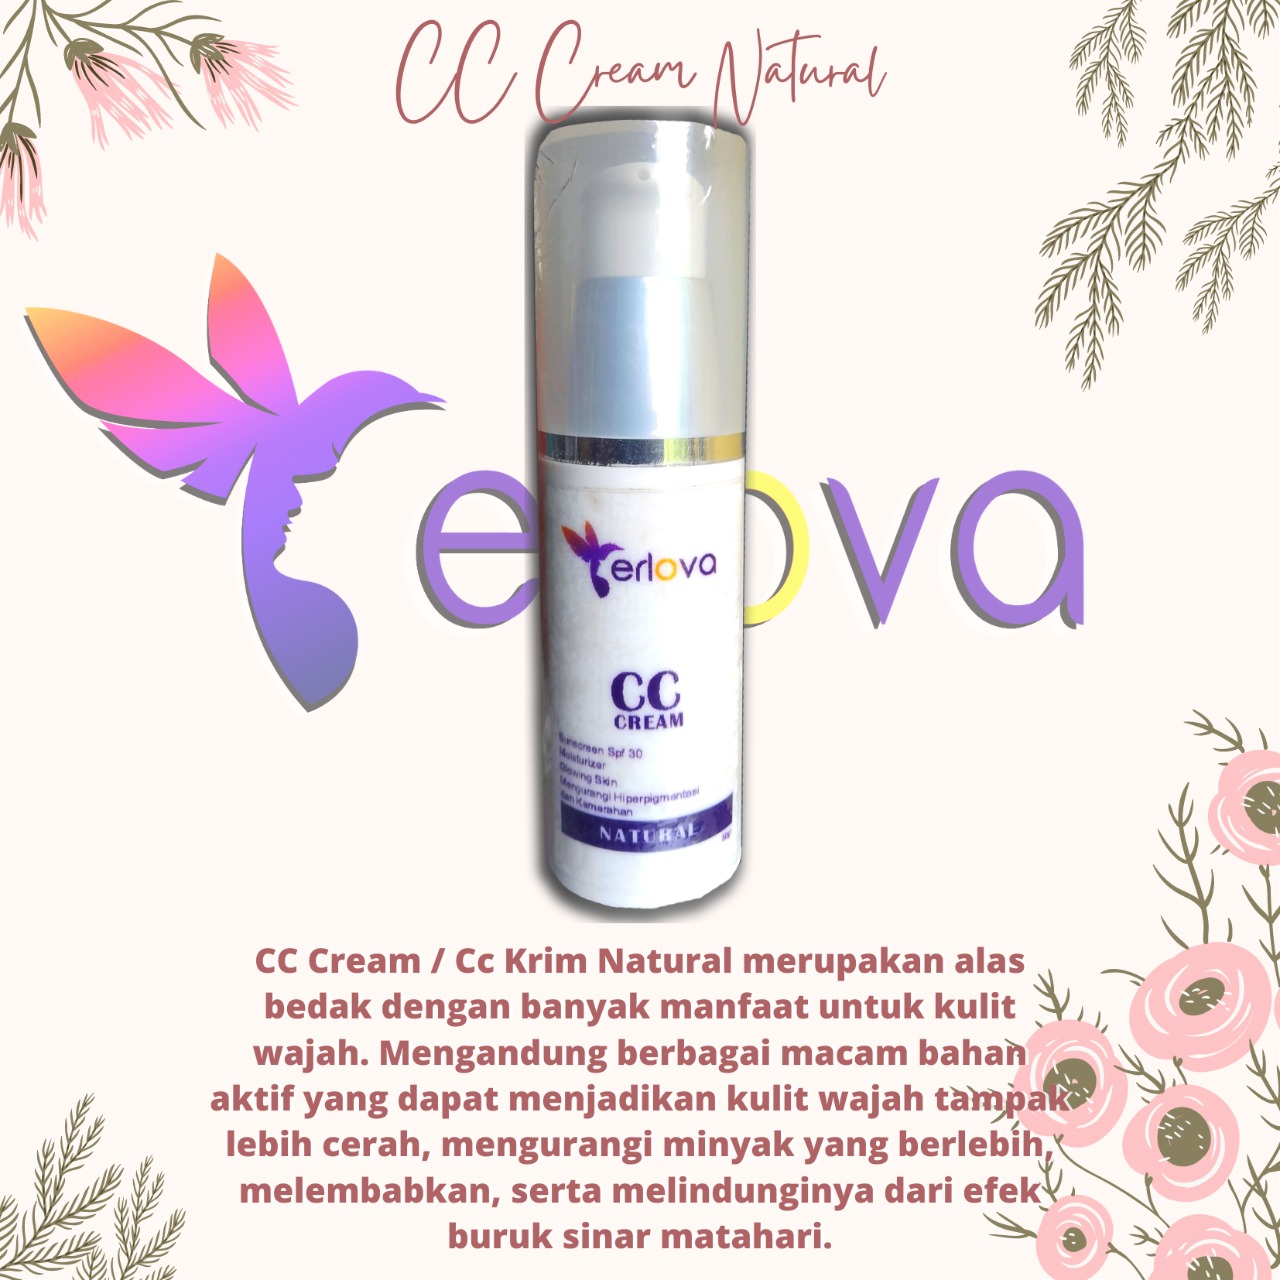 CC Cream Natural
erlova
erlova
CC
CREAM
Sunscreen Spf 30
Moisturizer
Glowing Skin
Mengurangi Hiperpigmentasi
dan Kemerahan
NATURAL
CC Cream / Cc Krim Natural merupakan alas
bedak dengan banyak manfaat untuk kulit
wajah. Mengandung berbagai macam bahan
aktif yang dapat menjadikan kulit wajah tampak
lebih cerah, mengurangi minyak yang berlebih,
melembabkan, serta melindunginya dari efek
buruk sinar matahari.